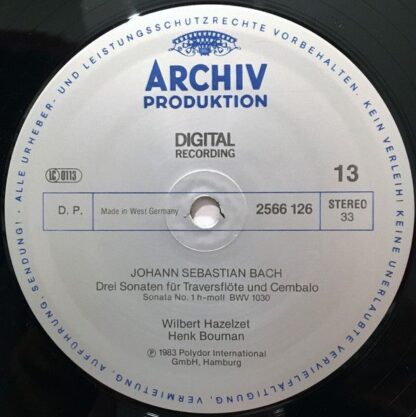 ALLE URHEBER- UND LEISTUNGSSCHUTZRECHTE VORBEHALTEN. KEIN VERLEIH! KEINE UNERLAUBTE VERVIELFÄLTIGUNG, VERMIETUNG, AUFFÜHRUNG, SENDUNG!
ARCHIV
PRODUKTION
DIGITAL
RECORDING
LC 0113
13
D. P.
Made in West Germany
2566 126
STEREO
33
JOHANN SEBASTIAN BACH
Drei Sonaten für Traversflöte und Cembalo
Sonata No. 1 h-moll BWV 1030
Wilbert Hazelzet
Henk Bouman
Ⓟ 1983 Polydor International
GmbH, Hamburg